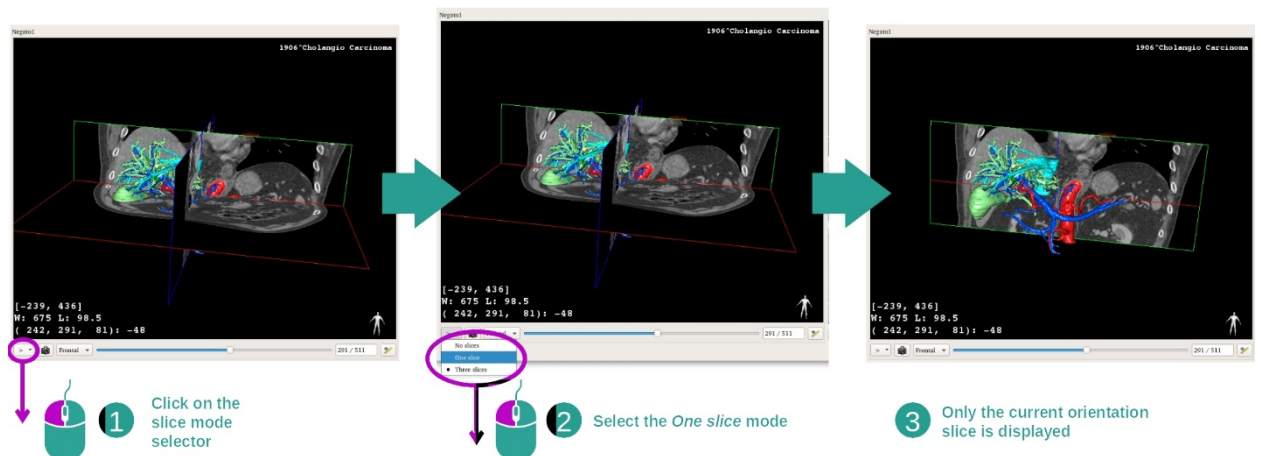 Negato1
1906^Cholangio Carcinoma
[-239, 436]
W: 675 L: 98.5
( 242, 291, 81): -48
Frontal
291 / 511
1
Click on the
slice mode
selector
Negato1
1906^Cholangio Carcinoma
[-239, 436]
W: 675 L: 98.5
( 242, 291, 81): -48
291 / 511
No slices
One slice
Three slices
2
Select the One slice mode
Negato1
1906^Cholangio Carcinoma
[-239, 436]
W: 675 L: 98.5
( 242, 291, 81): -48
Frontal
291 / 511
3
Only the current orientation
slice is displayed